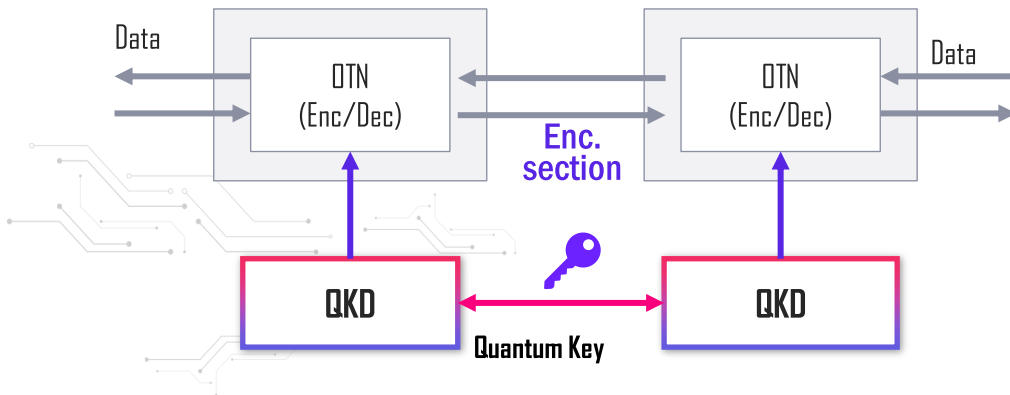 Data
OTN
(Enc/Dec)
OTN
(Enc/Dec)
Data
Enc.
section
QKD
QKD
Quantum Key